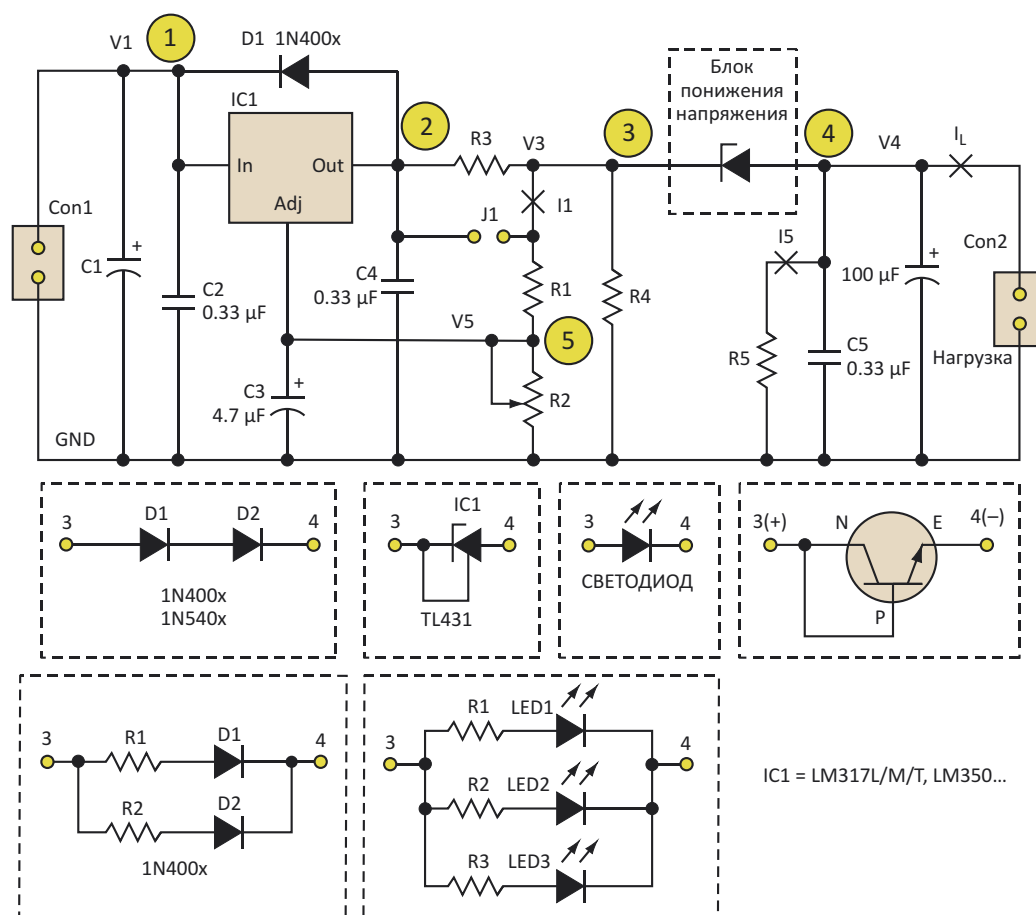 V1
1
D1 1N400x
IC1
In
Out
Adj
2
R3
V3
3
Блок
понижения
напряжения
4
V4
IL
Con1
C1
+
C2
0.33 µF
C4
0.33 µF
J1
I1
R1
R4
I5
100 µF
+
Con2
V5
5
C3
4.7 µF
+
R2
R5
C5
0.33 µF
Нагрузка
GND
3
D1
D2
4
1N400x
1N540x
IC1
3
4
TL431
3
4
СВЕТОДИОД
3(+)
N
E
4(–)
P
3
R1
D1
4
R2
D2
1N400x
3
R1
LED1
4
R2
LED2
R3
LED3
IC1 = LM317L/M/T, LM350...